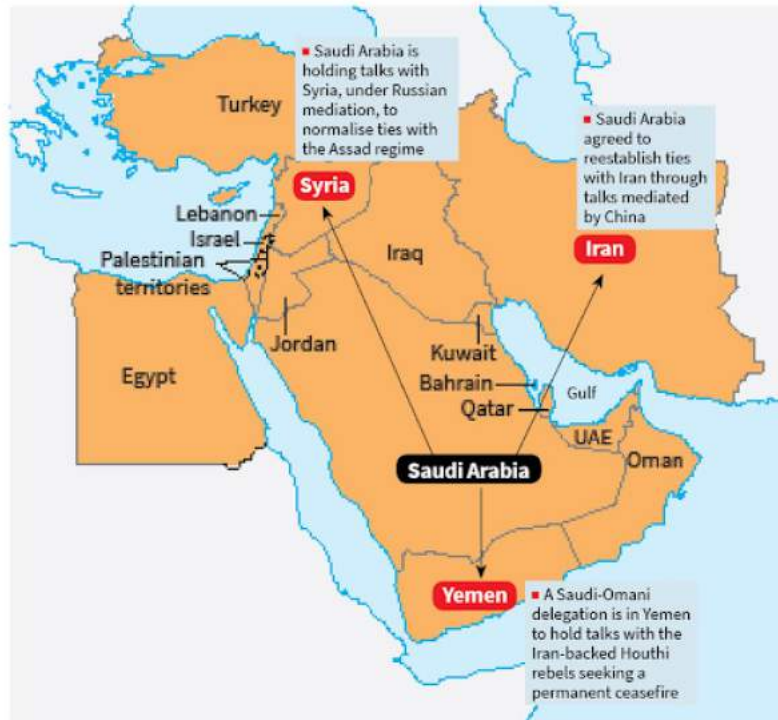 ■ Saudi Arabia is
holding talks with
Syria, under Russian
mediation, to
normalise ties with
the Assad regime
Turkey
■ Saudi Arabia
agreed to
reestablish ties
with Iran through
talks mediated
by China
Syria
Lebanon
Israel
Palestinian
territories
Iraq
Iran
Jordan
Kuwait
Egypt
Bahrain
Gulf
Qatar
UAE
Saudi Arabia
Oman
Yemen
■ A Saudi-Omani
delegation is in Yemen
to hold talks with the
Iran-backed Houthi
rebels seeking a
permanent ceasefire